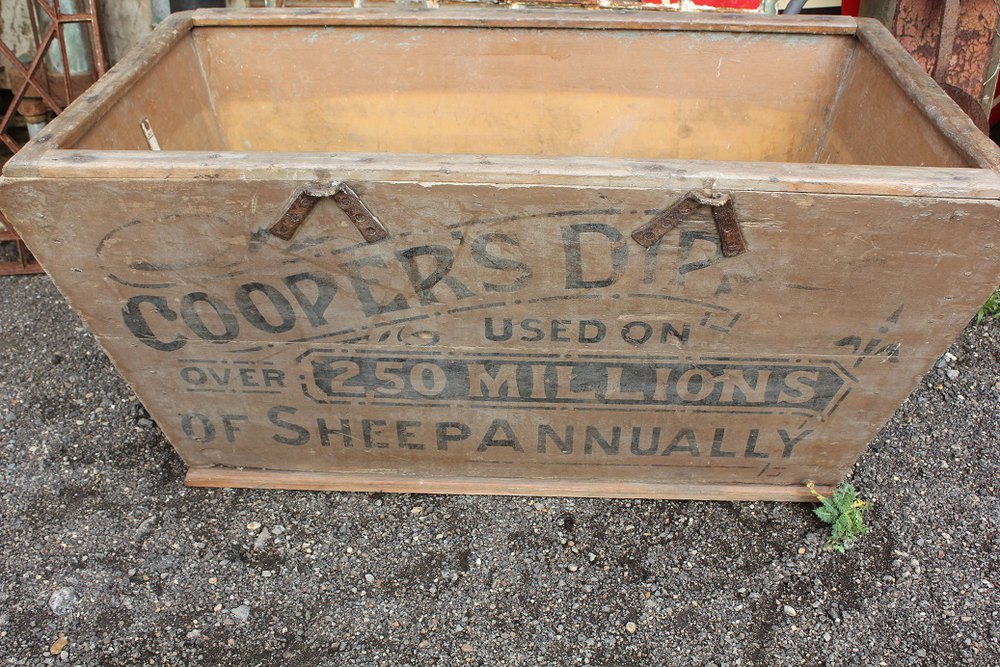 COOPER'S DIP
USED ON
OVER 250 MILLIONS
OF SHEEP ANNUALLY